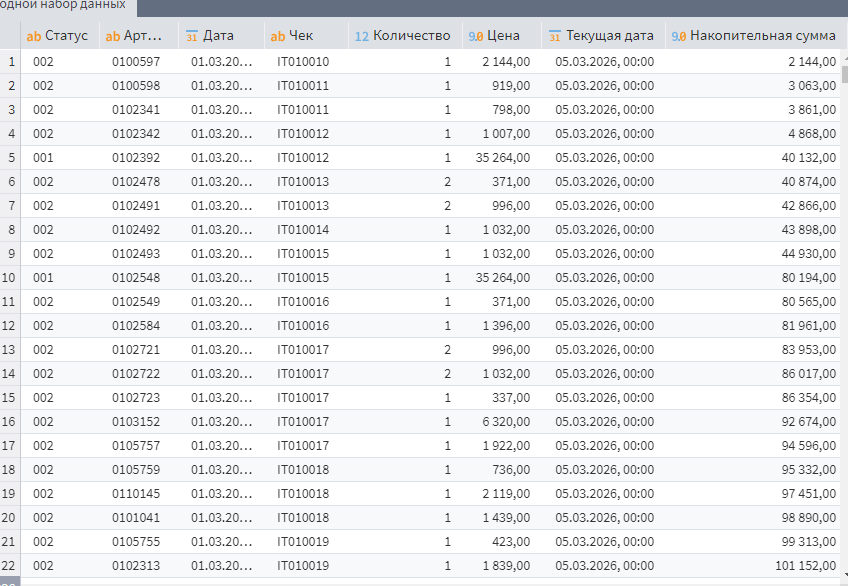 одной набор данных
ab Статус ab Арт... 31 Дата ab Чек 12 Количество 9.0 Цена 31 Текущая дата 9.0 Накопительная сумма
1 002 0100597 01.03.20... IT010010 1 2 144,00 05.03.2026, 00:00 2 144,00
2 002 0100598 01.03.20... IT010011 1 919,00 05.03.2026, 00:00 3 063,00
3 002 0102341 01.03.20... IT010011 1 798,00 05.03.2026, 00:00 3 861,00
4 002 0102342 01.03.20... IT010012 1 1 007,00 05.03.2026, 00:00 4 868,00
5 001 0102392 01.03.20... IT010012 1 35 264,00 05.03.2026, 00:00 40 132,00
6 002 0102478 01.03.20... IT010013 2 371,00 05.03.2026, 00:00 40 874,00
7 002 0102491 01.03.20... IT010013 2 996,00 05.03.2026, 00:00 42 866,00
8 002 0102492 01.03.20... IT010014 1 1 032,00 05.03.2026, 00:00 43 898,00
9 002 0102493 01.03.20... IT010015 1 1 032,00 05.03.2026, 00:00 44 930,00
10 001 0102548 01.03.20... IT010015 1 35 264,00 05.03.2026, 00:00 80 194,00
11 002 0102549 01.03.20... IT010016 1 371,00 05.03.2026, 00:00 80 565,00
12 002 0102584 01.03.20... IT010016 1 1 396,00 05.03.2026, 00:00 81 961,00
13 002 0102721 01.03.20... IT010017 2 996,00 05.03.2026, 00:00 83 953,00
14 002 0102722 01.03.20... IT010017 2 1 032,00 05.03.2026, 00:00 86 017,00
15 002 0102723 01.03.20... IT010017 1 337,00 05.03.2026, 00:00 86 354,00
16 002 0103152 01.03.20... IT010017 1 6 320,00 05.03.2026, 00:00 92 674,00
17 002 0105757 01.03.20... IT010017 1 1 922,00 05.03.2026, 00:00 94 596,00
18 002 0105759 01.03.20... IT010018 1 736,00 05.03.2026, 00:00 95 332,00
19 002 0110145 01.03.20... IT010018 1 2 119,00 05.03.2026, 00:00 97 451,00
20 002 0101041 01.03.20... IT010018 1 1 439,00 05.03.2026, 00:00 98 890,00
21 002 0105755 01.03.20... IT010019 1 423,00 05.03.2026, 00:00 99 313,00
22 002 0102313 01.03.20... IT010019 1 1 839,00 05.03.2026, 00:00 101 152,00